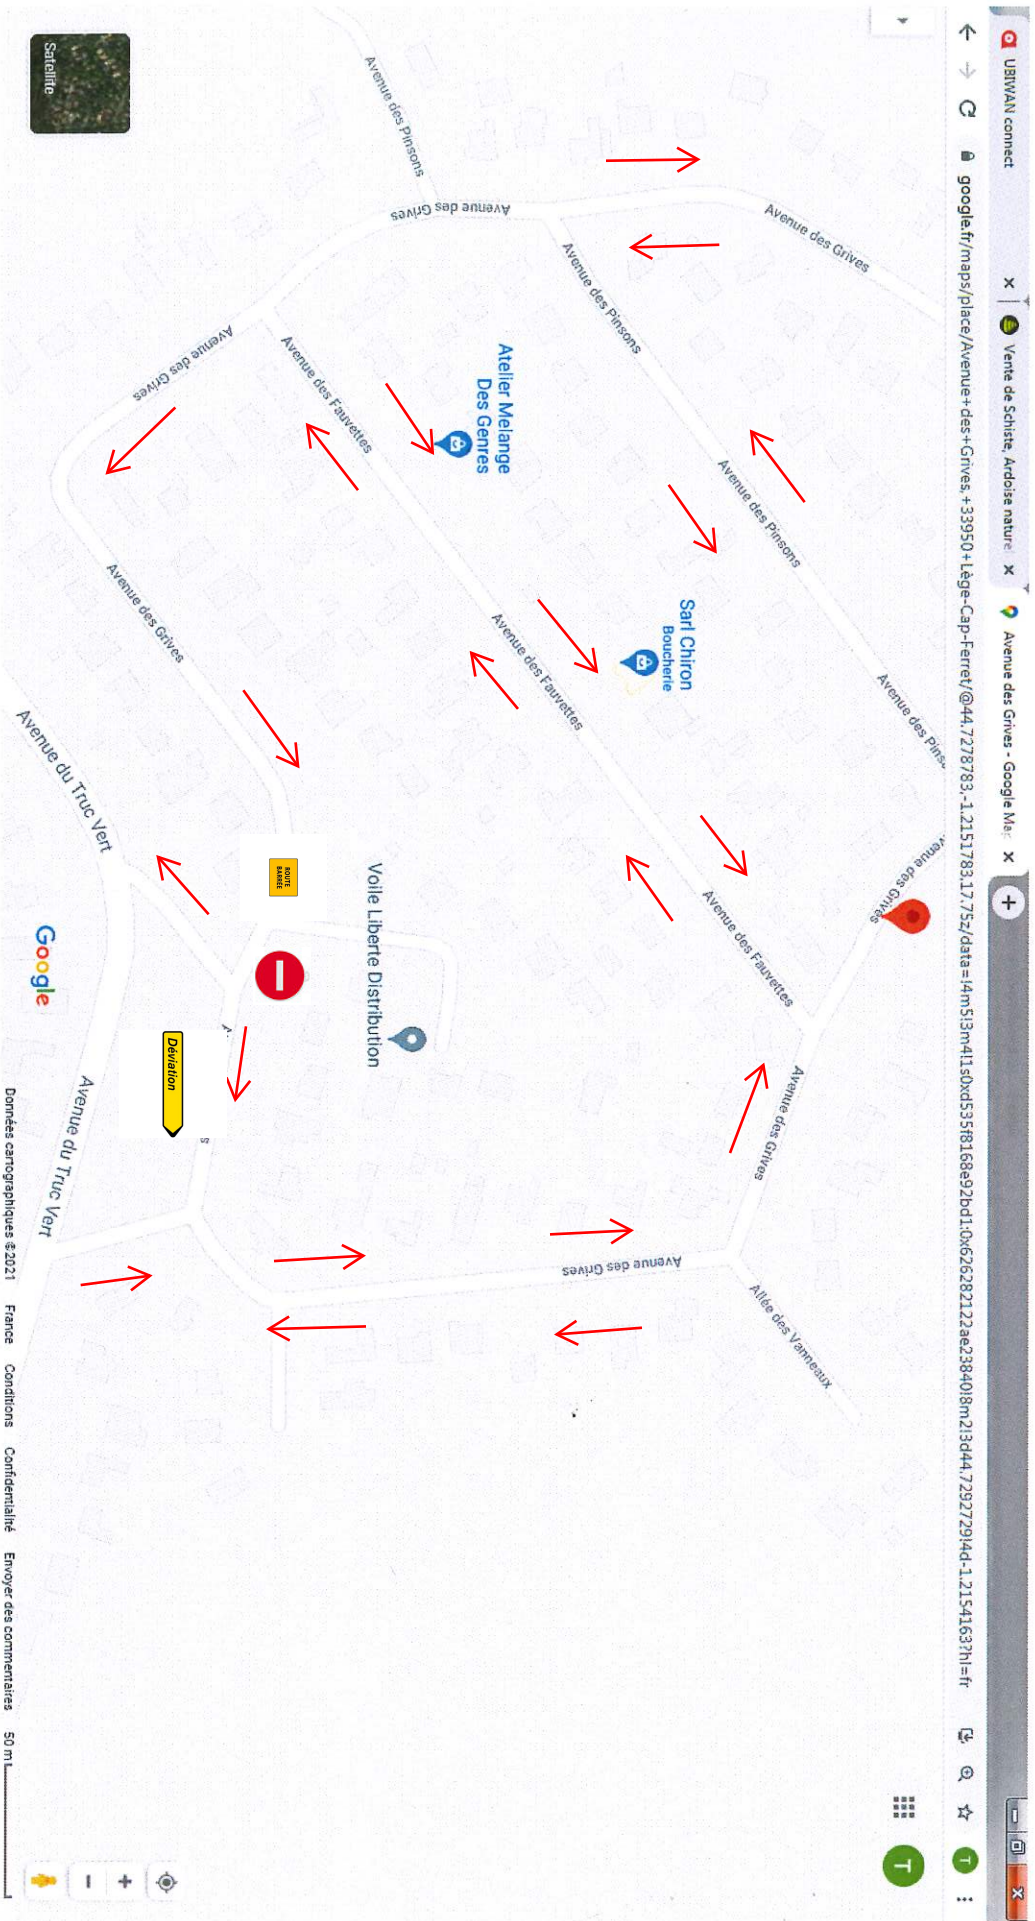 UBIWAN connect
Vente de Schiste, Ardoise nature
Avenue des Grives - Google Ma
google.fr/maps/place/Avenue+des+Grives,+33950+Lège-Cap-Ferret/@44.7278783,-1.2151783,17.75z/data=!4m5!3m4!1s0xd535f8168e92bd1:0x626282122ae23840!8m2!3d44.7292729!4d-1.2154163?hl=fr
T
T
Avenue des Grives
Avenue des Pins
venue des Grives
Avenue des Pinsons
Avenue des Pinsons
Avenue des Fauvettes
Avenue des Grives
Allée des Vanneaux
Sarl Chiron
Boucherie
Avenue des Grives
Avenue des Fauvettes
Atelier Melange
Des Genres
Avenue des Grives
Avenue des Pinsons
Voile Liberte Distribution
Avenue des Fauvettes
ROUTE
BARRÉE
Avenue des Grives
Avenue des Grives
A
s
Déviation
Avenue du Truc Vert
Avenue du Truc Vert
Satellite
Google
Données cartographiques ©2021 France Conditions Confidentialité Envoyer des commentaires 50 m